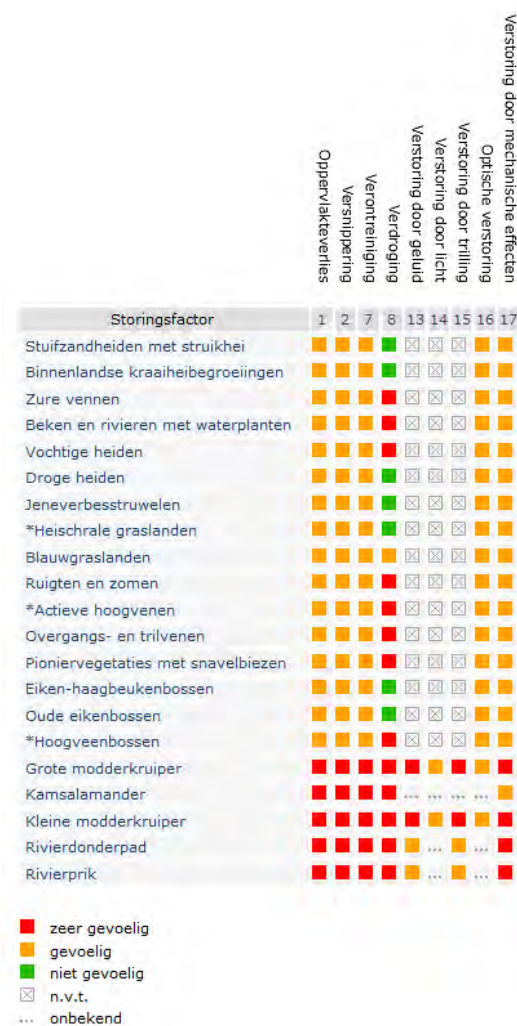 Oppervlakteverlies
Versnippering
Verontreiniging
Verdroging
Verstoring door geluid
Verstoring door licht
Verstoring door trilling
Optische verstoring
Verstoring door mechanische effecten
Storingsfactor 1 2 7 8 13 14 15 16 17
Stuifzandheiden met struikhei
Binnenlandse kraaiheibegroeiingen
Zure vennen
Beken en rivieren met waterplanten
Vochtige heiden
Droge heiden
Jeneverbesstruwelen
*Heischrale graslanden
Blauwgraslanden
Ruigten en zomen
*Actieve hoogvenen
Overgangs- en trilvenen
Pioniervegetaties met snavelbiezen
Eiken-haagbeukenbossen
Oude eikenbossen
*Hoogveenbossen
Grote modderkruiper
Kamsalamander ... ... ... ...
Kleine modderkruiper
Rivierdonderpad ... ...
Rivierprik ... ...
zeer gevoelig
gevoelig
niet gevoelig
n.v.t.
... onbekend